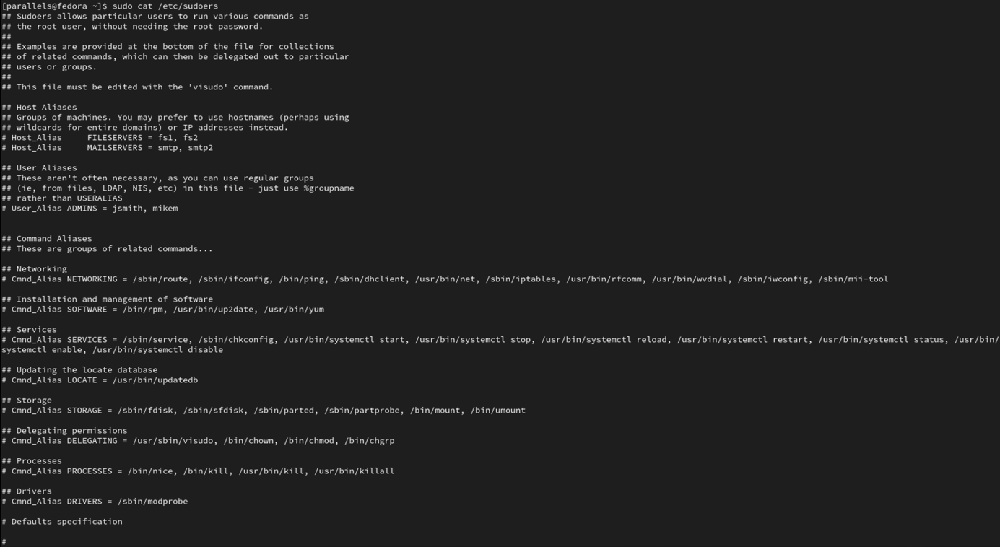 [parallels@fedora ~]$ sudo cat /etc/sudoers
## Sudoers allows particular users to run various commands as
## the root user, without needing the root password.
##
## Examples are provided at the bottom of the file for collections
## of related commands, which can then be delegated out to particular
## users or groups.
##
## This file must be edited with the 'visudo' command.

## Host Aliases
## Groups of machines. You may prefer to use hostnames (perhaps using
## wildcards for entire domains) or IP addresses instead.
# Host_Alias     FILESERVERS = fs1, fs2
# Host_Alias     MAILSERVERS = smtp, smtp2

## User Aliases
## These aren't often necessary, as you can use regular groups
## (ie, from files, LDAP, NIS, etc) in this file - just use %groupname
## rather than USERALIAS
# User_Alias ADMINS = jsmith, mikem


## Command Aliases
## These are groups of related commands...

## Networking
# Cmnd_Alias NETWORKING = /sbin/route, /sbin/ifconfig, /bin/ping, /sbin/dhclient, /usr/bin/net, /sbin/iptables, /usr/bin/rfcomm, /usr/bin/wvdial, /sbin/iwconfig, /sbin/mii-tool

## Installation and management of software
# Cmnd_Alias SOFTWARE = /bin/rpm, /usr/bin/up2date, /usr/bin/yum

## Services
# Cmnd_Alias SERVICES = /sbin/service, /sbin/chkconfig, /usr/bin/systemctl start, /usr/bin/systemctl stop, /usr/bin/systemctl reload, /usr/bin/systemctl restart, /usr/bin/systemctl status, /usr/bin/
systemctl enable, /usr/bin/systemctl disable

## Updating the locate database
# Cmnd_Alias LOCATE = /usr/bin/updatedb

## Storage
# Cmnd_Alias STORAGE = /sbin/fdisk, /sbin/sfdisk, /sbin/parted, /sbin/partprobe, /bin/mount, /bin/umount

## Delegating permissions
# Cmnd_Alias DELEGATING = /usr/sbin/visudo, /bin/chown, /bin/chmod, /bin/chgrp

## Processes
# Cmnd_Alias PROCESSES = /bin/nice, /bin/kill, /usr/bin/kill, /usr/bin/killall

## Drivers
# Cmnd_Alias DRIVERS = /sbin/modprobe

# Defaults specification

#